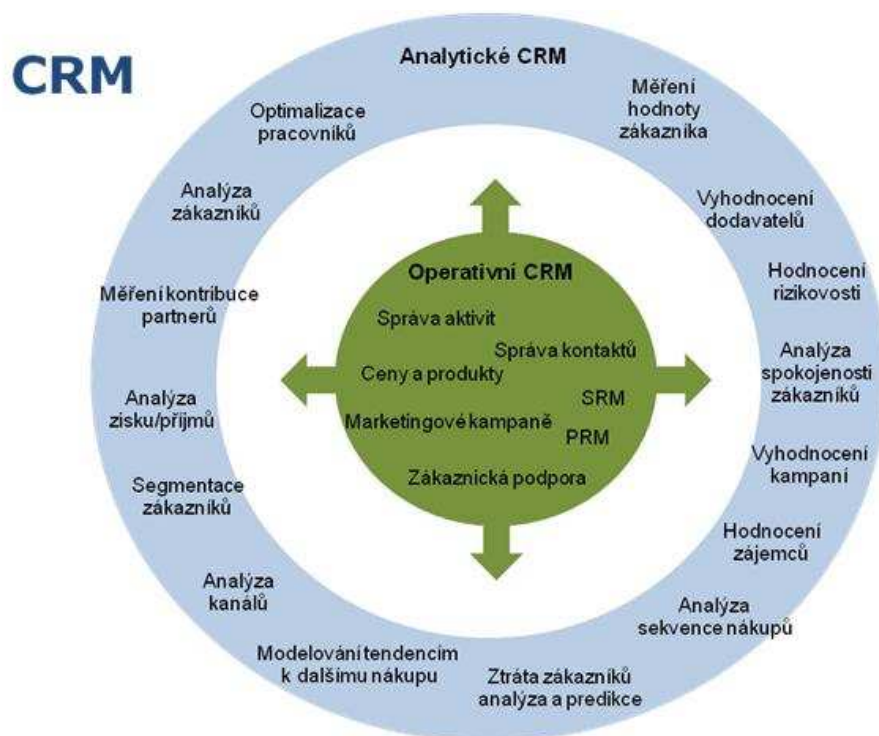 CRM
Analytické CRM
Měření
hodnoty
zákazníka
Vyhodnocení
dodavatelů
Hodnocení
rizikovosti
Analýza
spokojenosti
zákazníků
Vyhodnocení
kampaní
Hodnocení
zájemců
Analýza
sekvence nákupů
Ztráta zákazníků
analýza a predikce
Modelování tendencím
k dalšímu nákupu
Analýza
kanálů
Segmentace
zákazníků
Analýza
zisku/příjmů
Měření kontribuce
partnerů
Analýza
zákazníků
Optimalizace
pracovníků
Operativní CRM
Správa aktivit
Správa kontaktů
Ceny a produkty
SRM
Marketingové kampaně
PRM
Zákaznická podpora